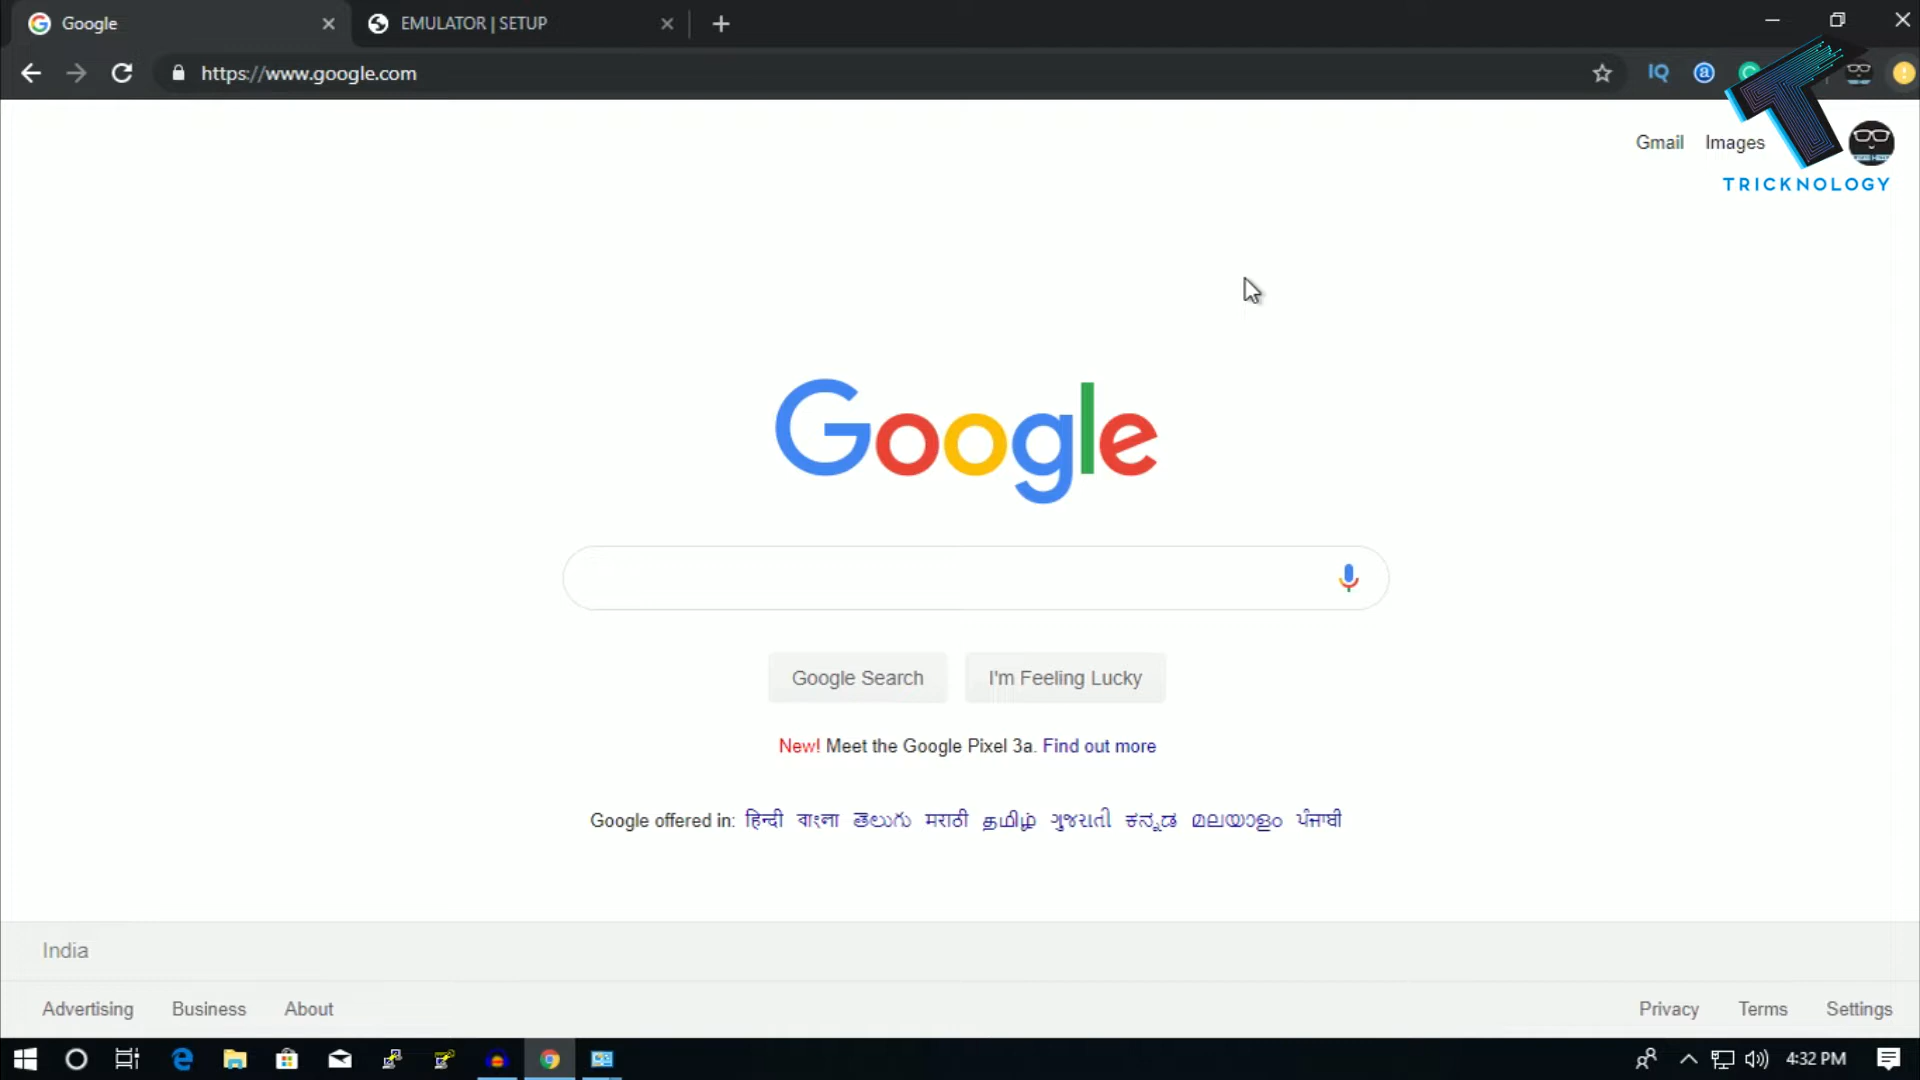 Google
EMULATOR | SETUP
https://www.google.com
IQ
Gmail Images
TRICKNOLOGY
Google
Google Search I'm Feeling Lucky
New! Meet the Google Pixel 3a. Find out more
Google offered in: हिन्दी বাংলা తెలుగు मराठी தமிழ் ગુજરાતી ಕನ್ನಡ മലയാളം ਪੰਜਾਬੀ
India
Advertising Business About
Privacy Terms Settings
4:32 PM